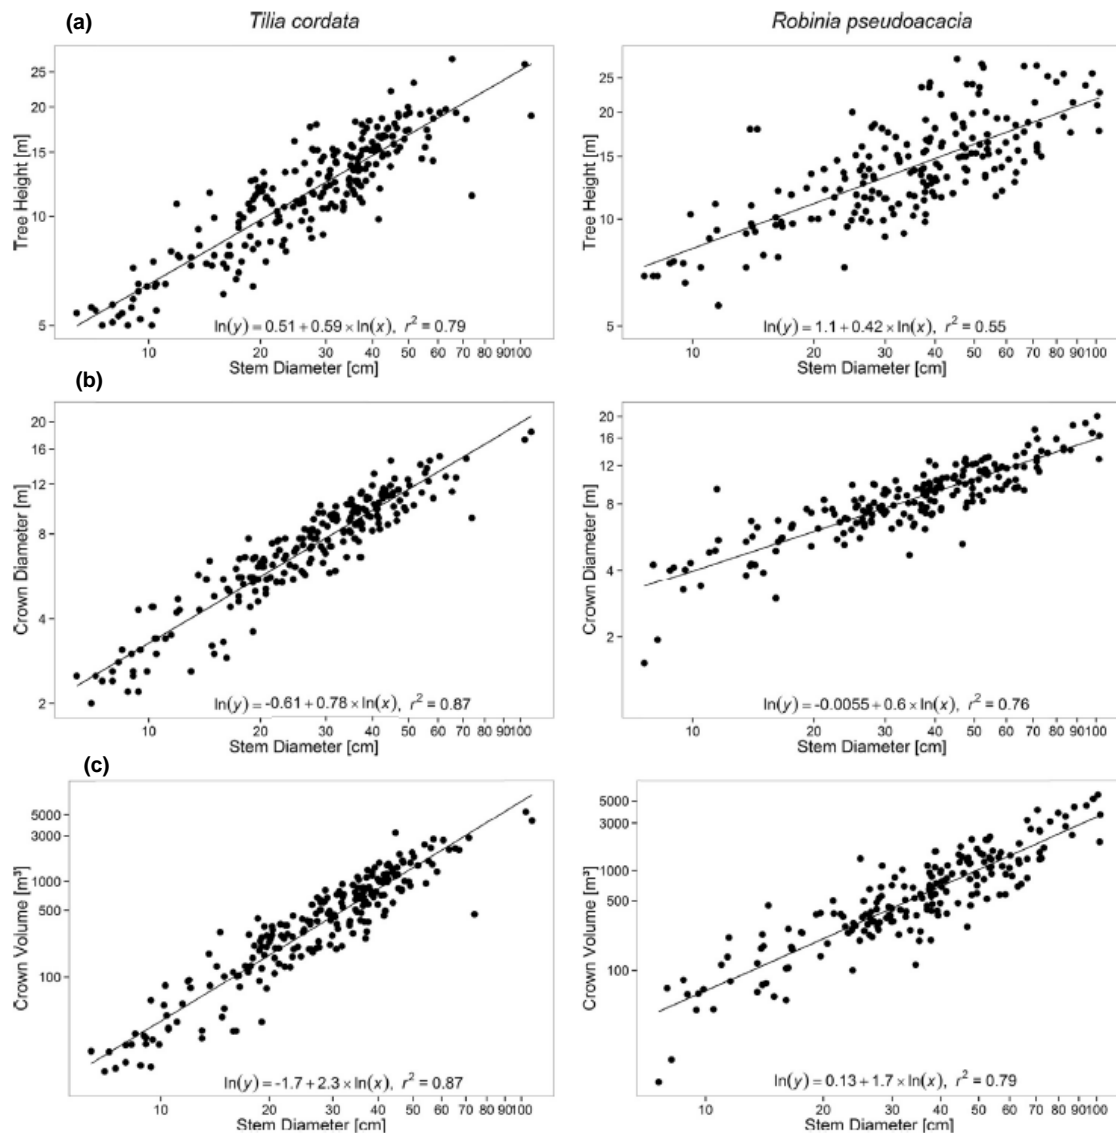 (a)
Tilia cordata
Robinia pseudoacacia
Tree Height [m]
25
20
15
10
5
ln(y) = 0.51 + 0.59 × ln(x), r² = 0.79
10 20 30 40 50 60 70 80 90 100
Stem Diameter [cm]
Tree Height [m]
25
20
15
10
5
ln(y) = 1.1 + 0.42 × ln(x), r² = 0.55
10 20 30 40 50 60 70 80 90 100
Stem Diameter [cm]
(b)
Crown Diameter [m]
20
16
12
8
4
2
ln(y) = -0.61 + 0.78 × ln(x), r² = 0.87
10 20 30 40 50 60 70 80 90 100
Stem Diameter [cm]
Crown Diameter [m]
20
16
12
8
4
2
ln(y) = -0.0055 + 0.6 × ln(x), r² = 0.76
10 20 30 40 50 60 70 80 90 100
Stem Diameter [cm]
(c)
Crown Volume [m³]
5000
3000
1000
500
100
ln(y) = -1.7 + 2.3 × ln(x), r² = 0.87
10 20 30 40 50 60 70 80 90 100
Stem Diameter [cm]
Crown Volume [m³]
5000
3000
1000
500
100
ln(y) = 0.13 + 1.7 × ln(x), r² = 0.79
10 20 30 40 50 60 70 80 90 100
Stem Diameter [cm]